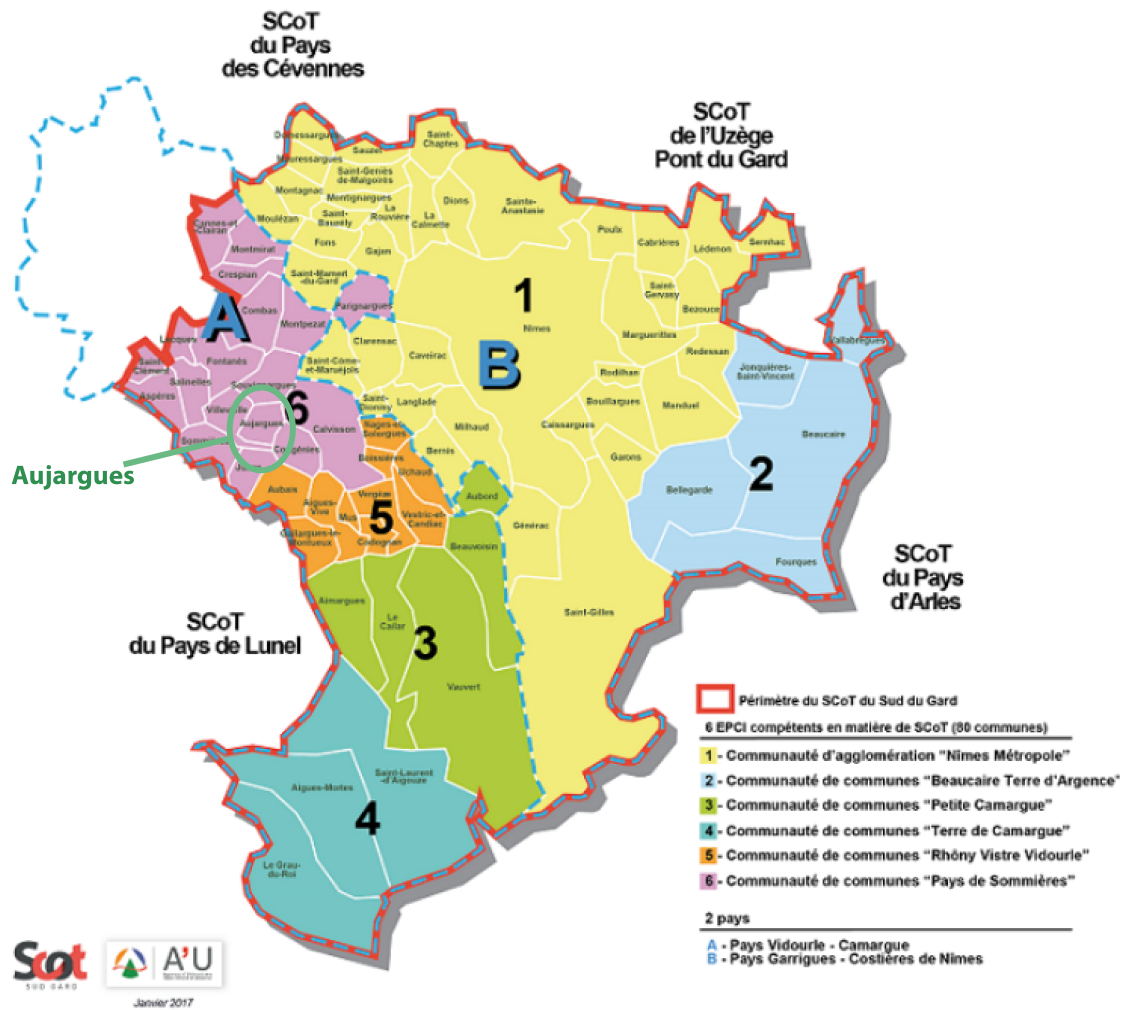 SCoT
du Pays
des Cévennes
SCoT
de l'Uzège
Pont du Gard
Domessargues
Mauressargues
Sauzet
Saint-
Chaptes
Saint-Geniès
de-Malgoirès
Montagnac
Montignargues
Dions
Sainte-
Anastasie
Moulézan
Saint-
Bauzély
La
Rouvière
La
Calmette
Cannes-et
Clairan
Montmirat
Fons
Gajan
Poulx
Cabrières
Lédenon
Sernhac
Crespian
Saint-Mamert
-du-Gard
Saint-
Gervasy
Bezouce
A
Combas
Montpezat
Parignargues
1
Nîmes
Marguerittes
Redessan
Vallabrègues
Lecques
Fontanès
Clarensac
Caveirac
B
Saint-
Clément
Salinelles
Souvignargues
Saint-Côme-
et-Maruéjols
Rodilhan
Jonquières-
Saint-Vincent
Aspères
Villevieille
6
Saint-
Dionisy
Langlade
Bouillargues
Manduel
Aujargues
Calvisson
Nages-et-
Solorgues
Milhaud
Caissargues
Beaucaire
Congénies
Boissières
Bernis
Garons
Aujargues
Uchaud
2
Aubais
Aigues-
Vive
Mus
5
Vestric-et-
Candiac
Aubord
Bellegarde
Gallargues-le-
Montueux
Codognan
Beauvoisin
Générac
Fourques
SCoT
du Pays
d'Arles
Aimargues
Le
Cailar
3
Saint-Gilles
SCoT
du Pays de Lunel
Vauvert
Aigues-Mortes
Saint-Laurent
-d'Aigouze
4
Le Grau-
du-Roi
Périmètre du SCoT du Sud du Gard
6 EPCI compétents en matière de SCoT (80 communes)
1 - Communauté d'agglomération "Nîmes Métropole"
2 - Communauté de communes "Beaucaire Terre d'Argence"
3 - Communauté de communes "Petite Camargue"
4 - Communauté de communes "Terre de Camargue"
5 - Communauté de communes "Rhôny Vistre Vidourle"
6 - Communauté de communes "Pays de Sommières"
2 pays
A - Pays Vidourle - Camargue
B - Pays Garrigues - Costières de Nîmes
Scot
SUD GARD
A'U
Janvier 2017